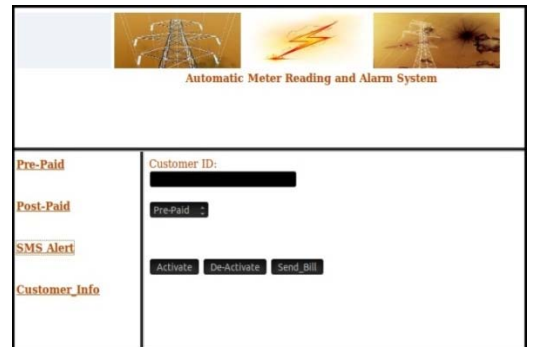 Automatic Meter Reading and Alarm System
Pre-Paid
Post-Paid
SMS Alert
Customer_Info
Customer ID:
Pre-Paid
Activate De-Activate Send_Bill